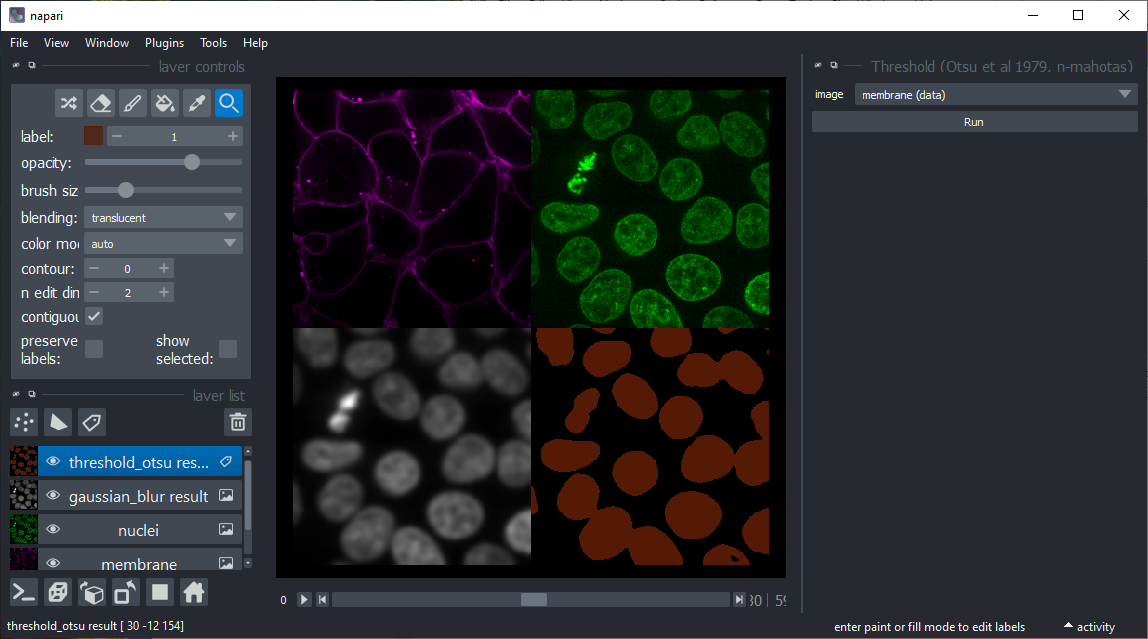 napari
File View Window Plugins Tools Help
layer controls
label: 1
opacity:
brush siz
blending: translucent
color mo auto
contour: 0
n edit dim 2
contiguou
preserve labels: show selected:
layer list
threshold_otsu res...
gaussian_blur result
nuclei
membrane
Threshold (Otsu et al 1979, n-mahotas)
image membrane (data)
Run
0 30 | 59
threshold_otsu result [ 30 -12 154] enter paint or fill mode to edit labels activity